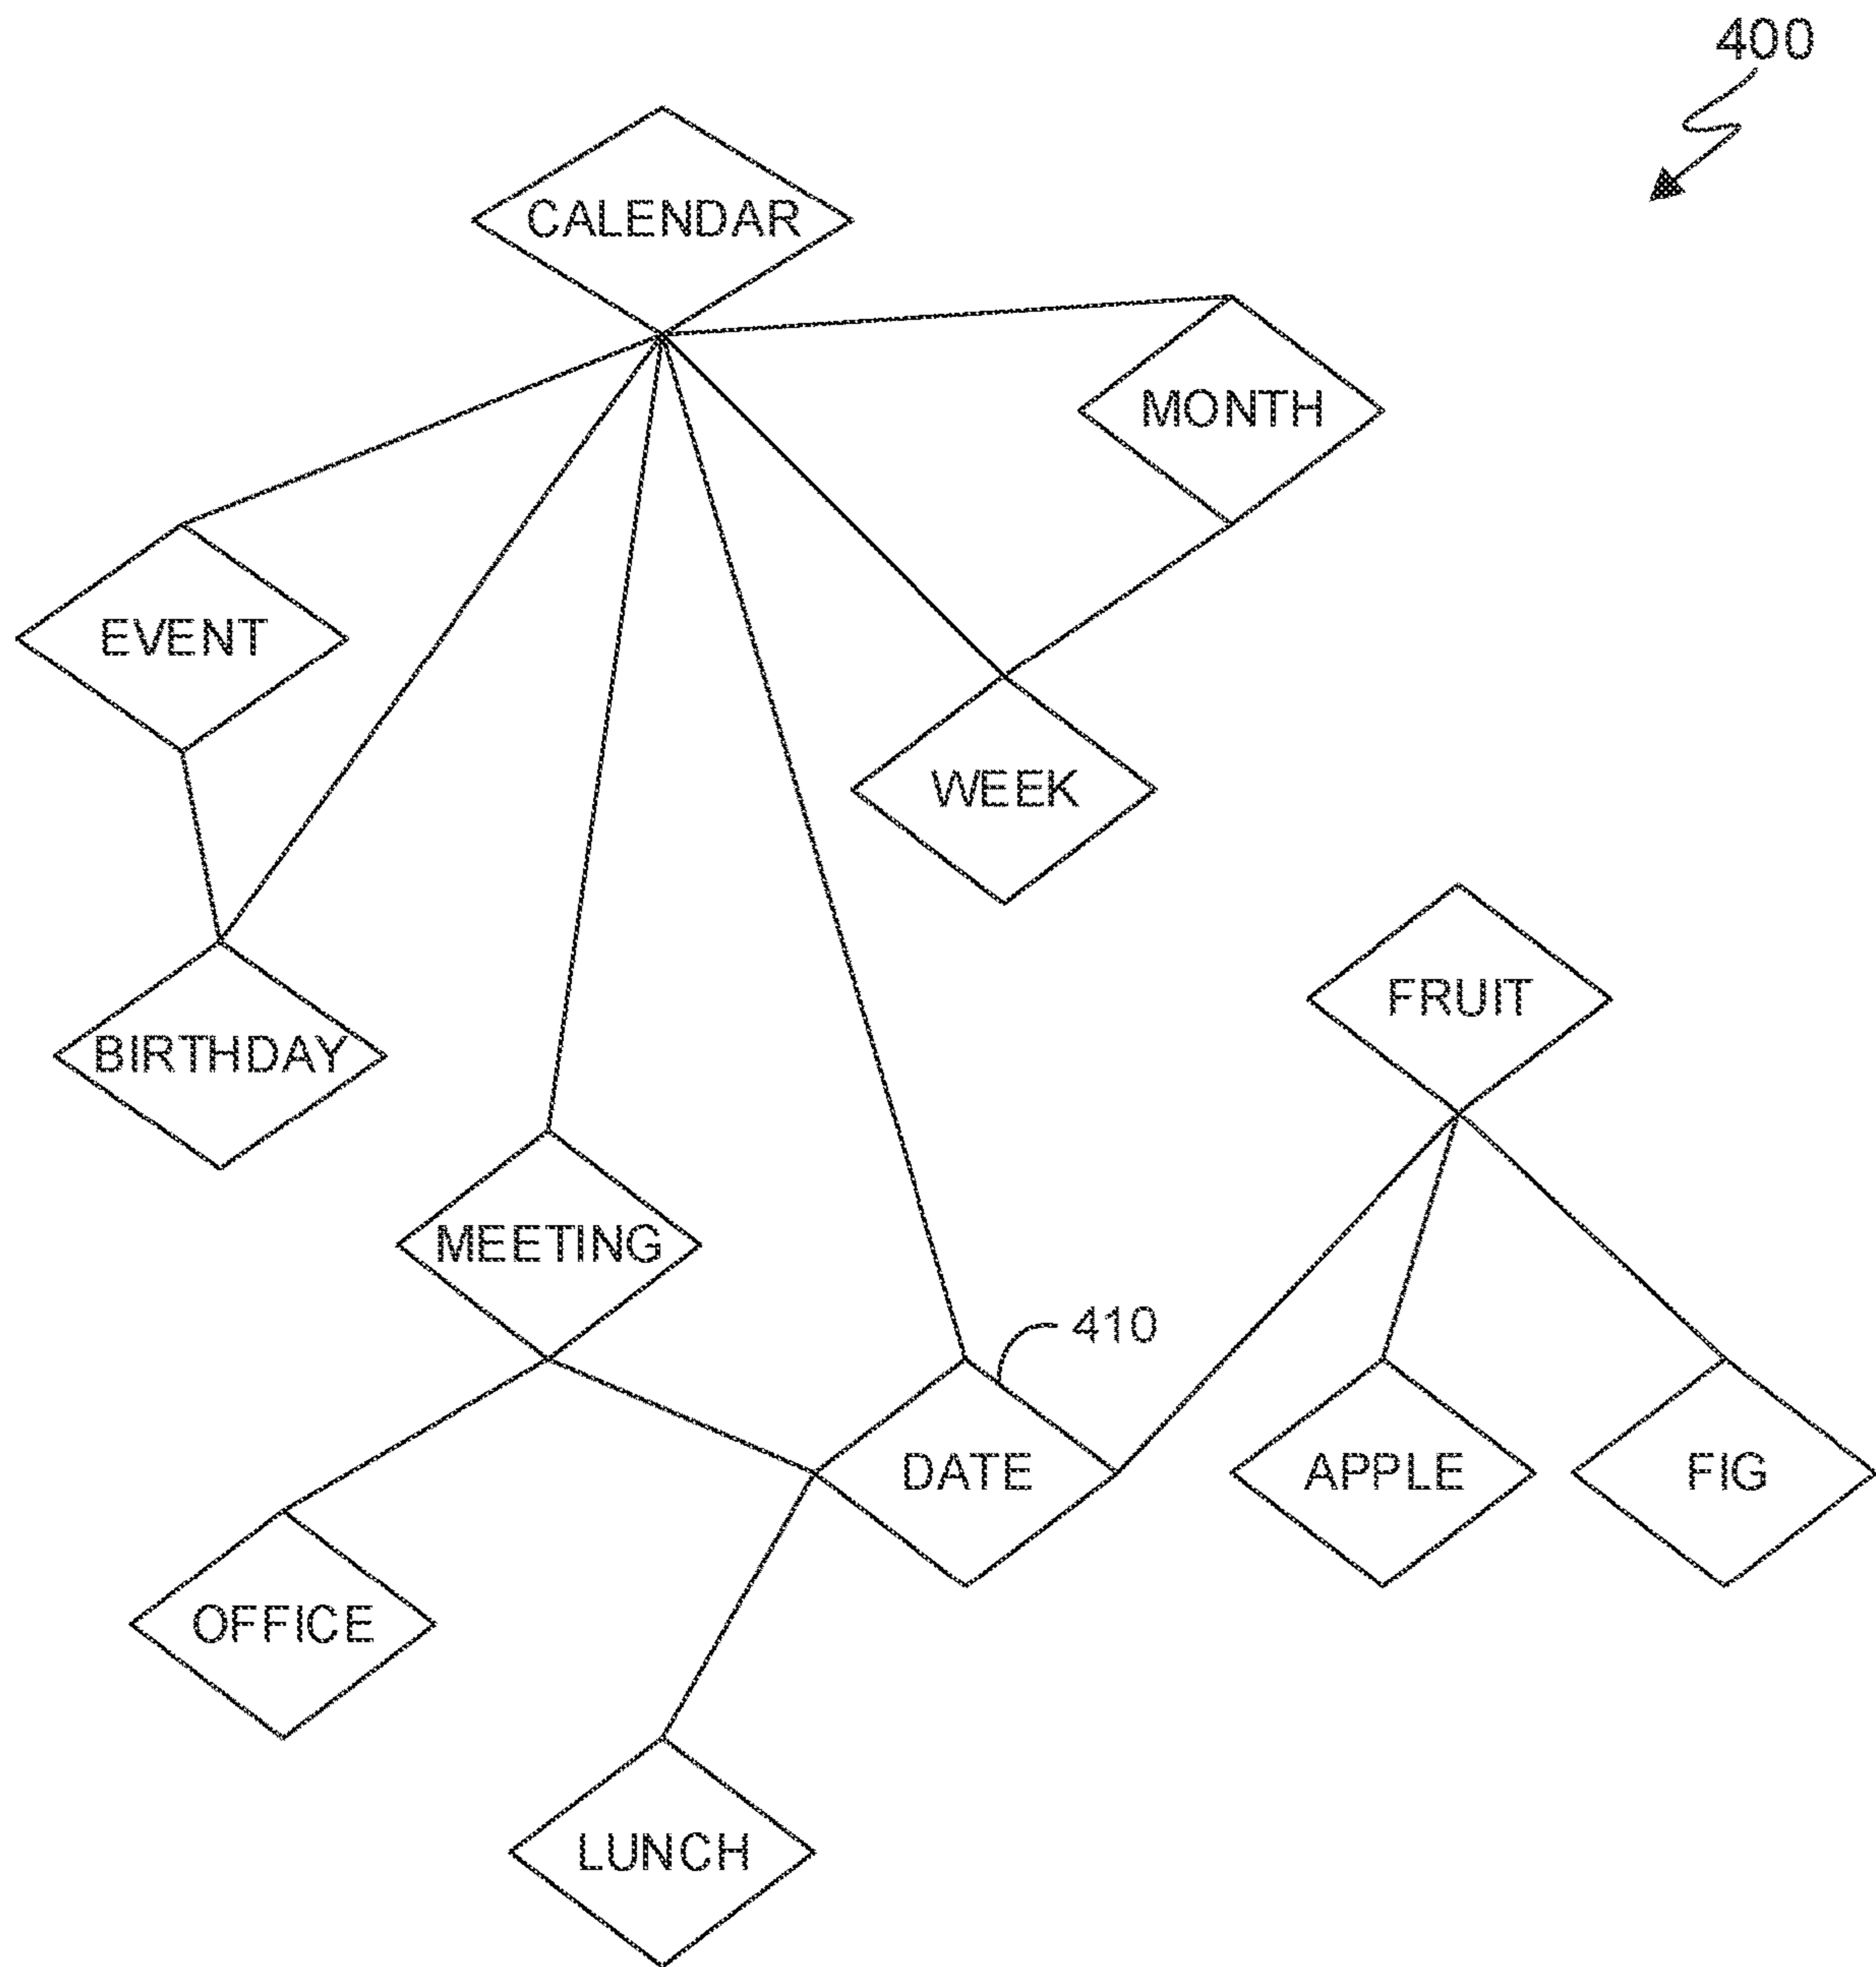 400
CALENDAR
MONTH
EVENT
WEEK
FRUIT
BIRTHDAY
MEETING
410
DATE
APPLE
FIG
OFFICE
LUNCH